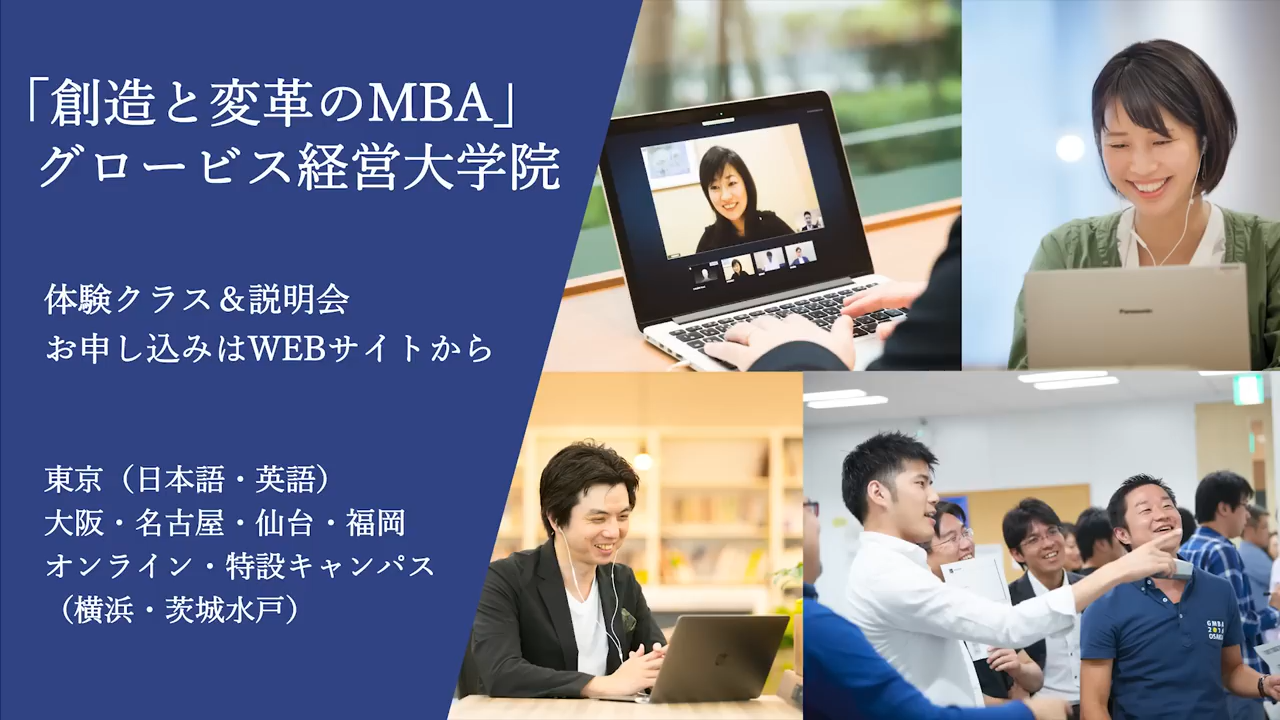 「創造と変革のMBA」
グロービス経営大学院
体験クラス＆説明会
お申し込みはWEBサイトから
東京（日本語・英語）
大阪・名古屋・仙台・福岡
オンライン・特設キャンパス
（横浜・茨城水戸）
Panasonic